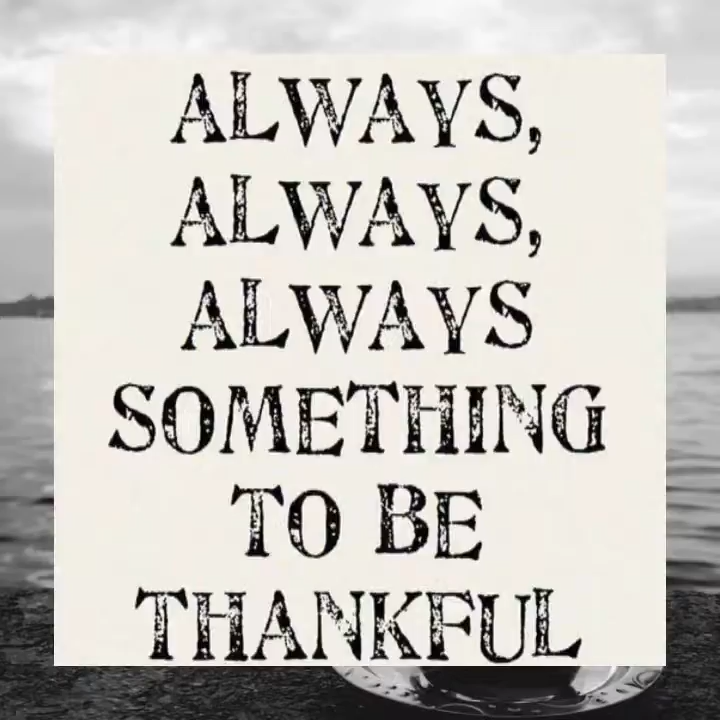 ALWAYS,
ALWAYS,
ALWAYS
SOMETHING
TO BE
THANKFUL